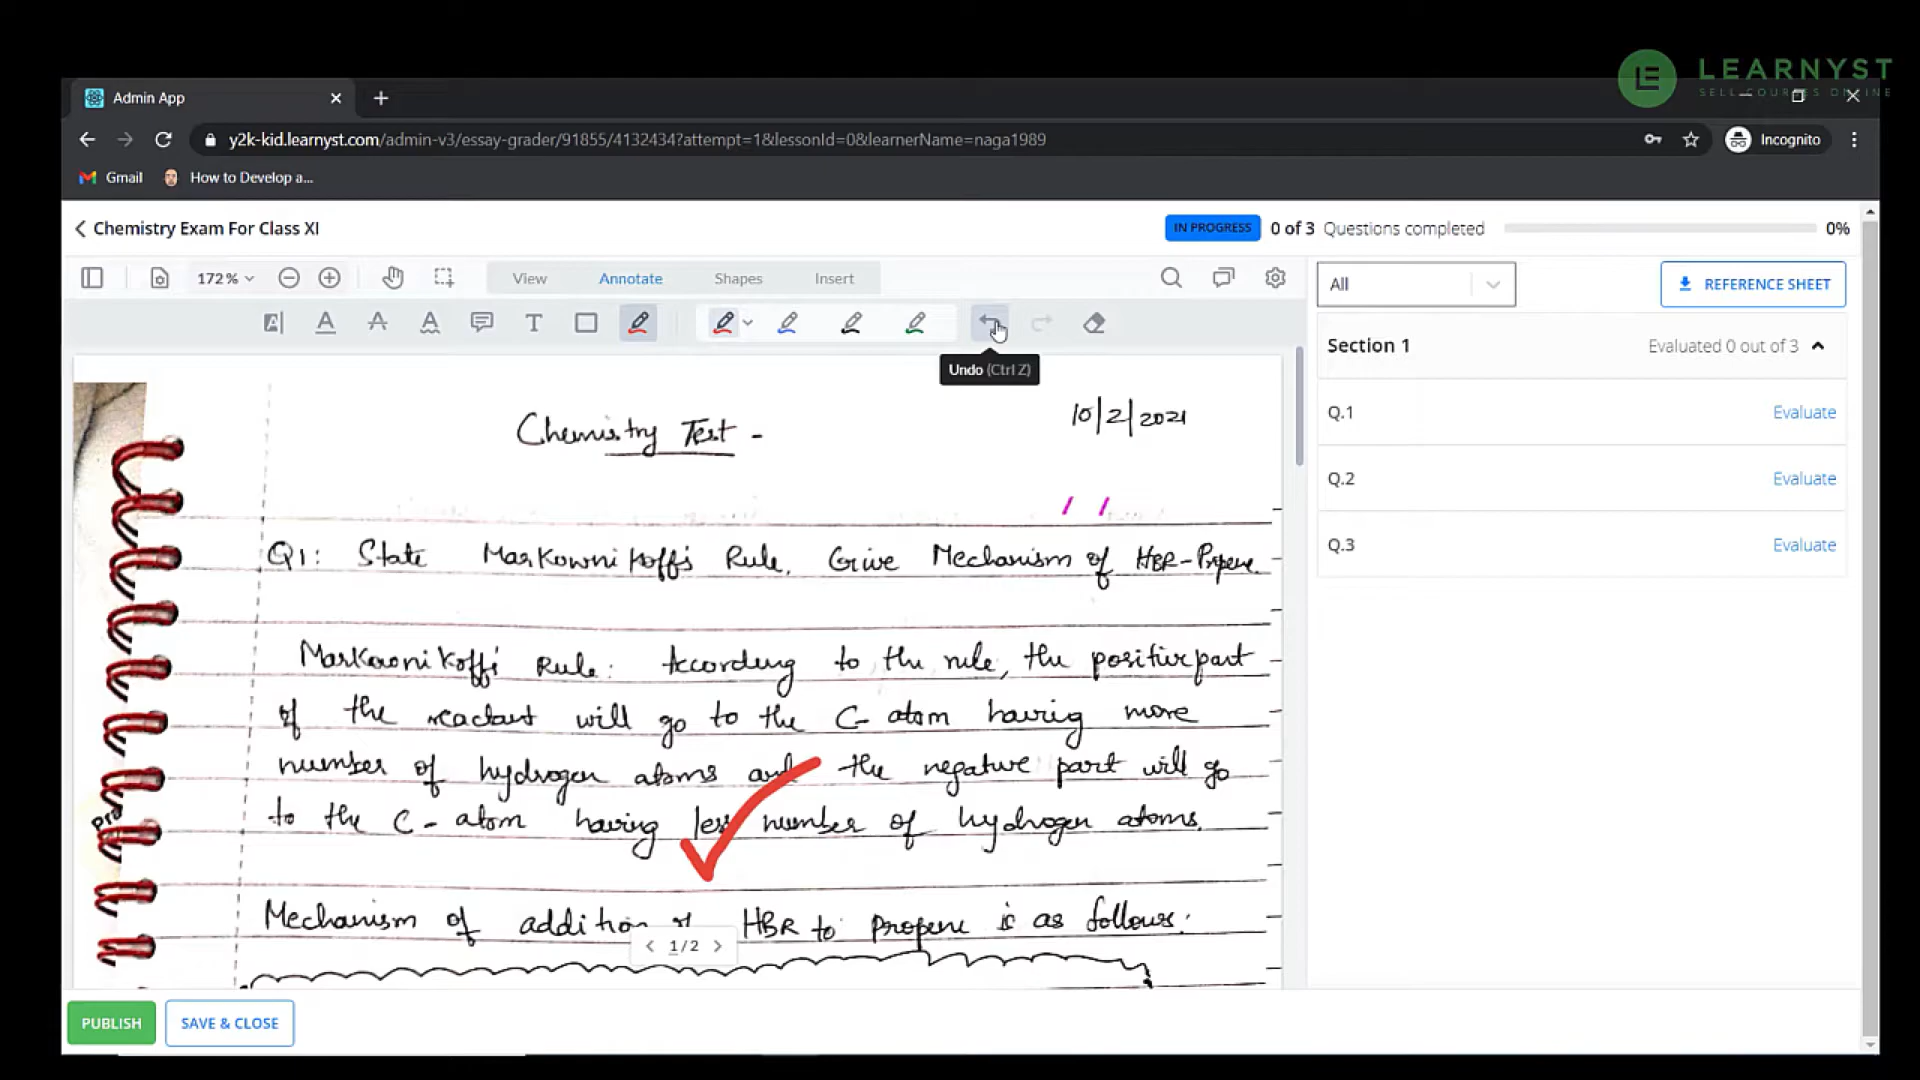 LEARNYST
SELL COURSES ONLINE
Admin App
y2k-kid.learnyst.com/admin-v3/essay-grader/91855/4132434?attempt=1&lessonId=0&learnerName=naga1989
Incognito
Gmail How to Develop a...
Chemistry Exam For Class XI
IN PROGRESS 0 of 3 Questions completed 0%
172% View Annotate Shapes Insert
All REFERENCE SHEET
A A A A T
Undo (Ctrl Z)
Section 1 Evaluated 0 out of 3
Q.1 Evaluate
Q.2 Evaluate
Q.3 Evaluate
Chemistry Test - 10/2/2021
Q1: State Markownikoff's Rule. Give Mechanism of HBR-Propene.
Markownikoff's Rule: According to the rule, the positive part
of the reactant will go to the C-atom having more
number of hydrogen atoms and the negative part will go
to the C-atom having less number of hydrogen atoms.
Mechanism of addition of HBR to propene is as follows:
1/2
PUBLISH SAVE & CLOSE